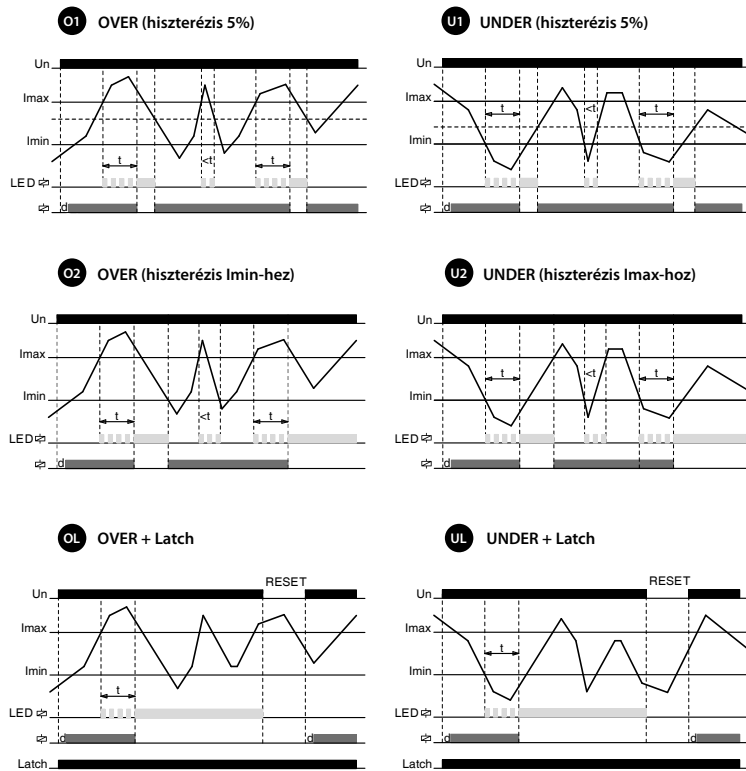 O1 OVER (hiszterézis 5%)
Un
Imax
Imin
t
<t
t
LED
d
U1 UNDER (hiszterézis 5%)
Un
Imax
t
<t
t
Imin
LED
d
O2 OVER (hiszterézis Imin-hez)
Un
Imax
Imin
t
<t
t
LED
d
U2 UNDER (hiszterézis Imax-hoz)
Un
Imax
t
<t
t
Imin
LED
d
OL OVER + Latch
RESET
Un
Imax
Imin
t
LED
d
d
Latch
UL UNDER + Latch
RESET
Un
Imax
t
Imin
LED
d
d
Latch